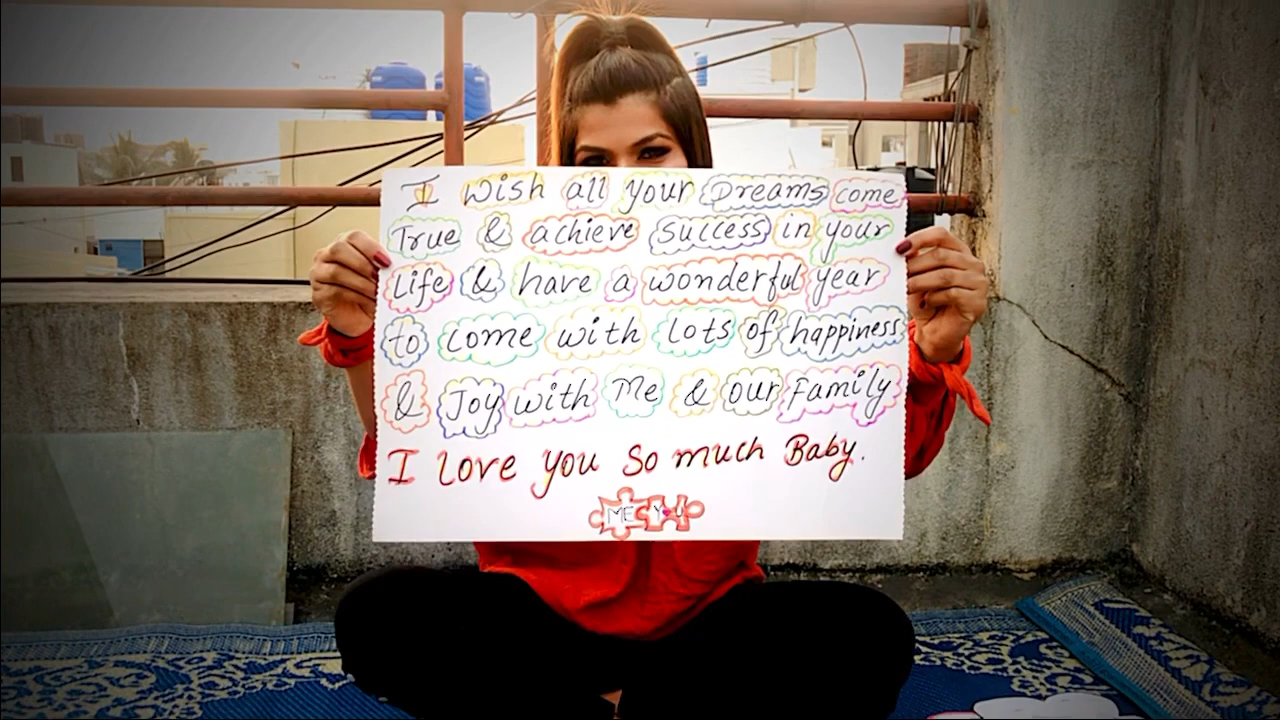 I wish all your Dreams come
True & achieve Success in your
Life & have a wonderful year
to come with Lots of happiness
& Joy with Me & our Family
I Love you So much Baby.
ME YOU